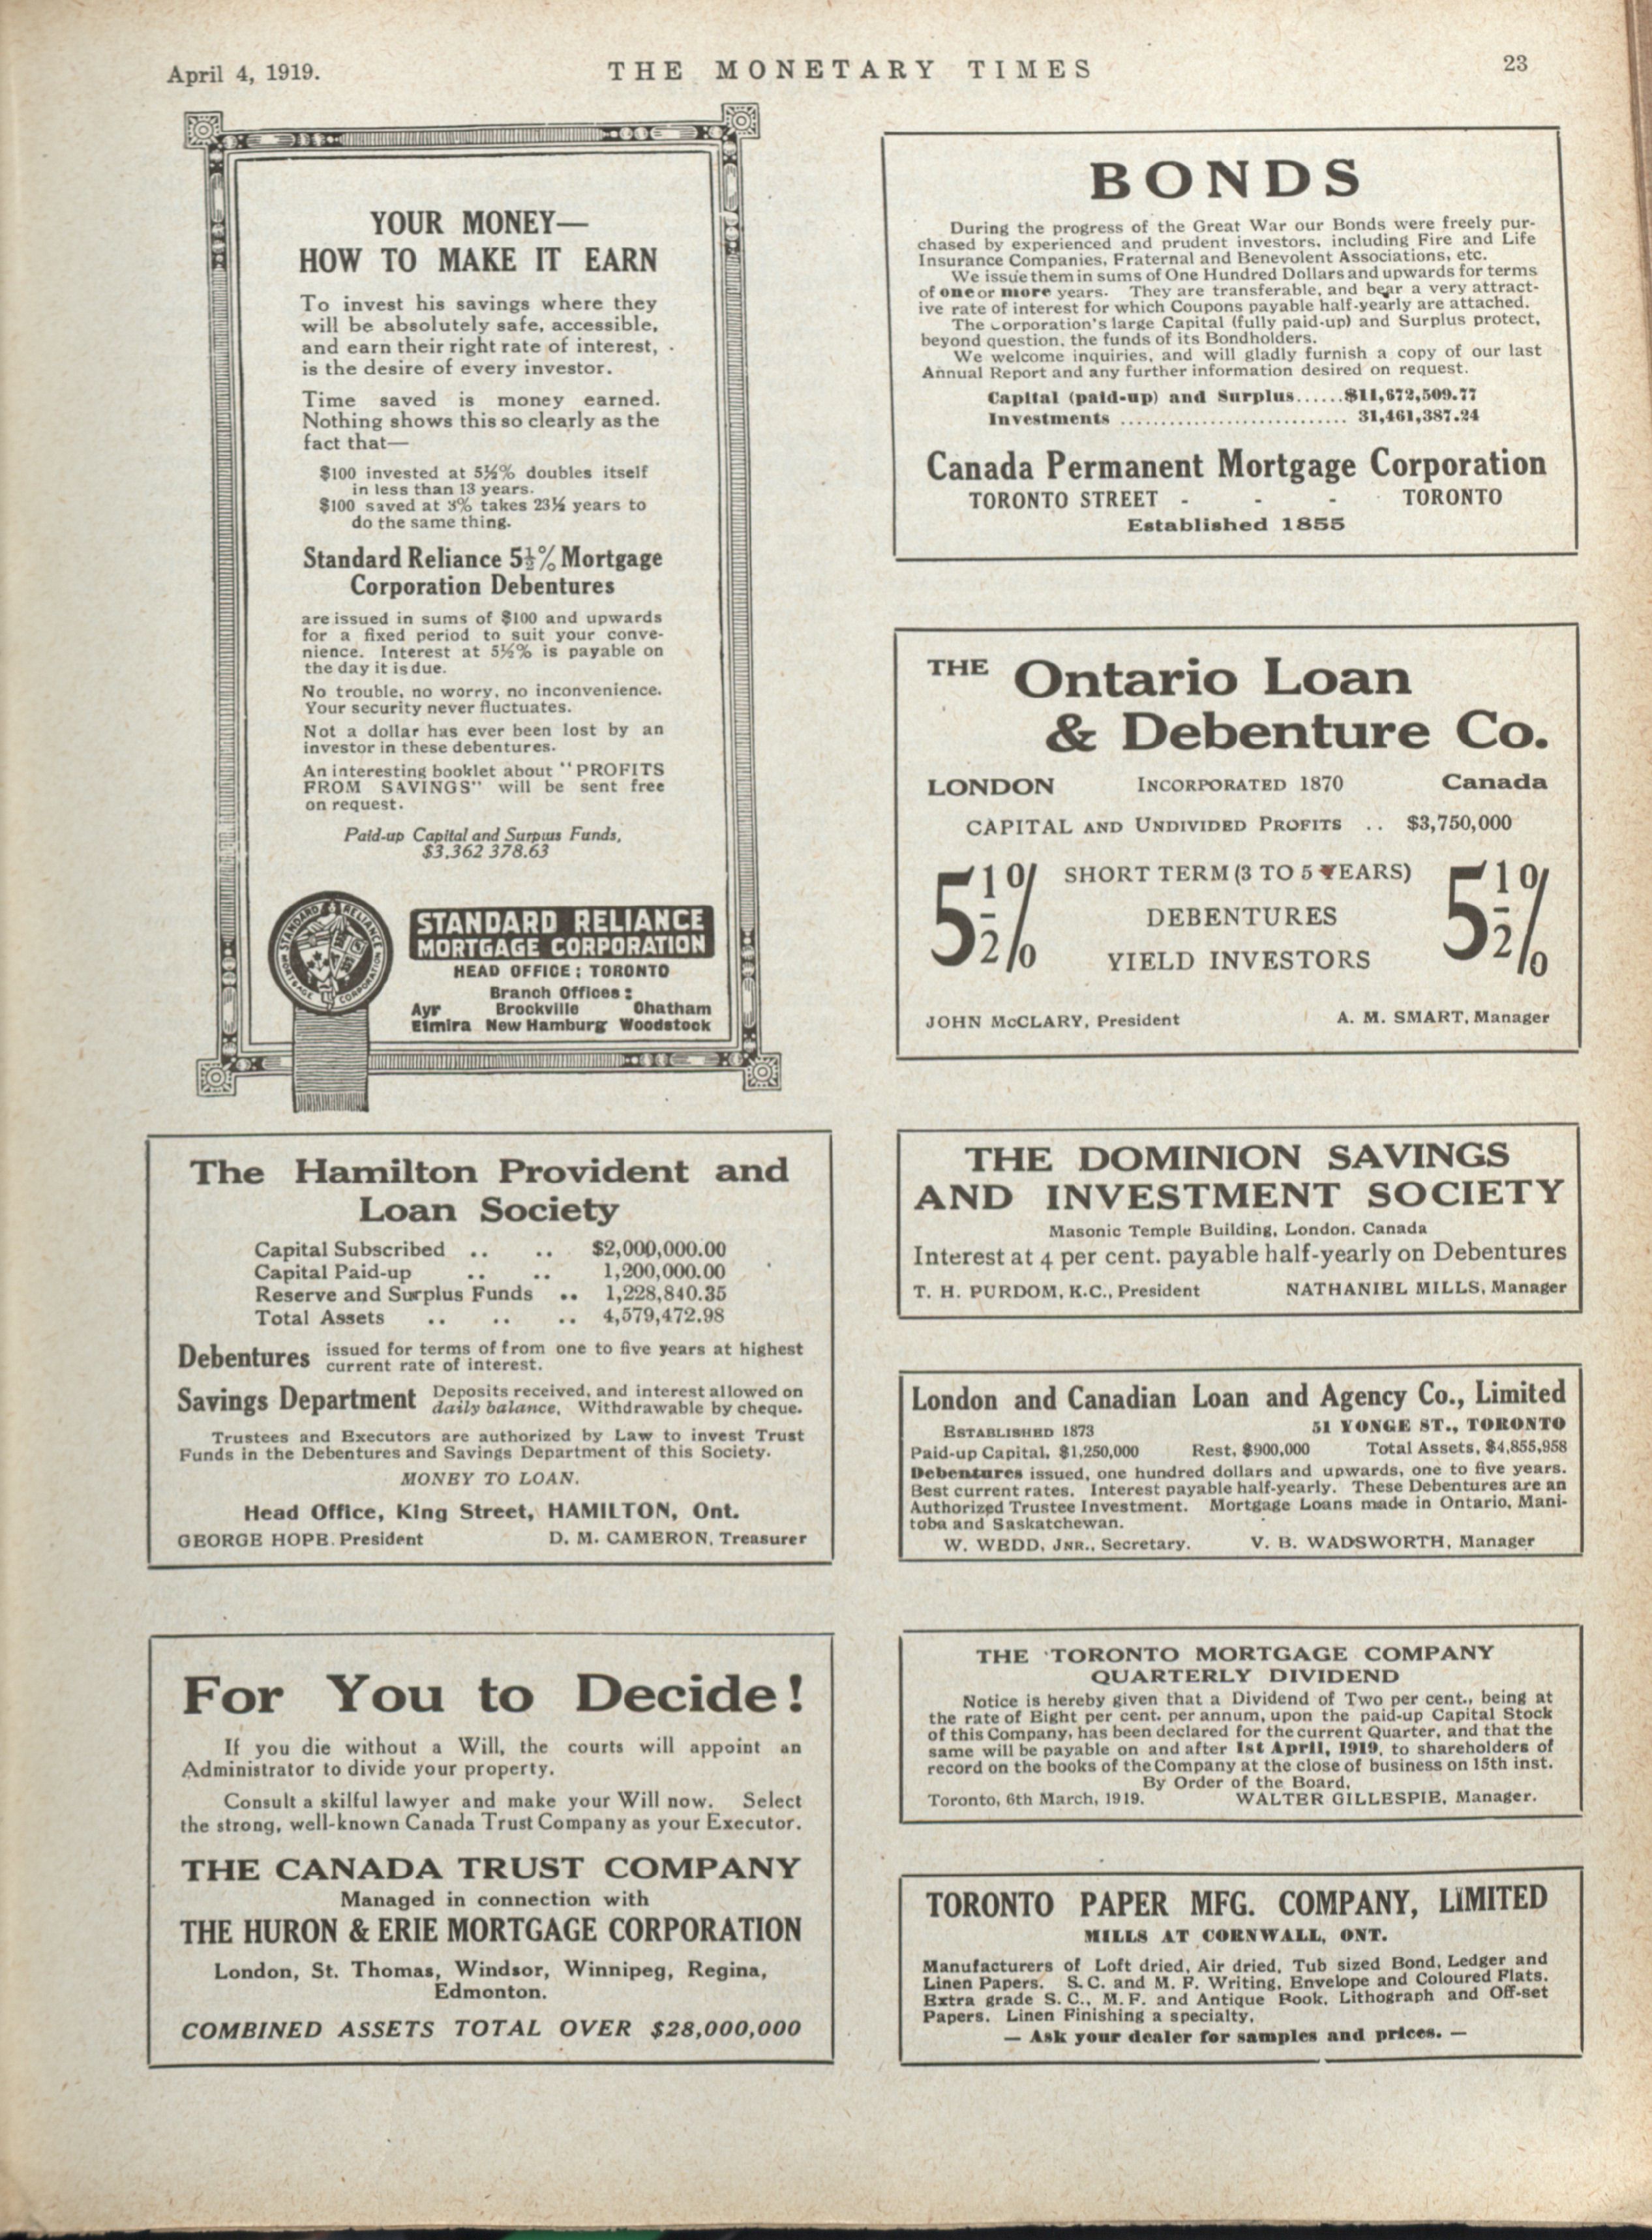 April 4, 1919.
THE MONETARY TIMES
23
YOUR MONEY—
HOW TO MAKE IT EARN
To invest his savings where they
will be absolutely safe, accessible,
and earn their right rate of interest,
is the desire of every investor.
Time saved is money earned.
Nothing shows this so clearly as the
fact that—
$100 invested at 5½% doubles itself
in less than 13 years.
$100 saved at 3% takes 23½ years to
do the same thing.
Standard Reliance 5½% Mortgage
Corporation Debentures
are issued in sums of $100 and upwards
for a fixed period to suit your conve-
nience. Interest at 5½% is payable on
the day it is due.
No trouble, no worry, no inconvenience.
Your security never fluctuates.
Not a dollar has ever been lost by an
investor in these debentures.
An interesting booklet about "PROFITS
FROM SAVINGS" will be sent free
on request.
Paid-up Capital and Surplus Funds,
$3,362,378.63
STANDARD RELIANCE
MORTGAGE CORPORATION
STANDARD RELIANCE MORTGAGE CORPORATION
HEAD OFFICE: TORONTO
Branch Offices:
Ayr Brockville Chatham
Elmira New Hamburg Woodstock
The Hamilton Provident and
Loan Society
Capital Subscribed .. .. $2,000,000.00
Capital Paid-up .. .. 1,200,000.00
Reserve and Surplus Funds .. 1,228,840.35
Total Assets .. .. .. 4,579,472.98
Debentures issued for terms of from one to five years at highest
current rate of interest.
Savings Department Deposits received, and interest allowed on
daily balance. Withdrawable by cheque.
Trustees and Executors are authorized by Law to invest Trust
Funds in the Debentures and Savings Department of this Society.
MONEY TO LOAN.
Head Office, King Street, HAMILTON, Ont.
GEORGE HOPE, President D. M. CAMERON, Treasurer
For You to Decide!
If you die without a Will, the courts will appoint an
Administrator to divide your property.
Consult a skilful lawyer and make your Will now. Select
the strong, well-known Canada Trust Company as your Executor.
THE CANADA TRUST COMPANY
Managed in connection with
THE HURON & ERIE MORTGAGE CORPORATION
London, St. Thomas, Windsor, Winnipeg, Regina,
Edmonton.
COMBINED ASSETS TOTAL OVER $28,000,000
BONDS
During the progress of the Great War our Bonds were freely pur-
chased by experienced and prudent investors, including Fire and Life
Insurance Companies, Fraternal and Benevolent Associations, etc.
We issue them in sums of One Hundred Dollars and upwards for terms
of one or more years. They are transferable, and bear a very attract-
ive rate of interest for which Coupons payable half-yearly are attached.
The Corporation's large Capital (fully paid-up) and Surplus protect,
beyond question, the funds of its Bondholders.
We welcome inquiries, and will gladly furnish a copy of our last
Annual Report and any further information desired on request.
Capital (paid-up) and Surplus......$11,672,509.77
Investments ............................ 31,461,387.24
Canada Permanent Mortgage Corporation
TORONTO STREET - - - TORONTO
Established 1855
THE Ontario Loan
& Debenture Co.
LONDON INCORPORATED 1870 Canada
CAPITAL AND UNDIVIDED PROFITS .. $3,750,000
5½% SHORT TERM (3 TO 5 YEARS) 5½%
DEBENTURES
YIELD INVESTORS
JOHN McCLARY, President A. M. SMART, Manager
THE DOMINION SAVINGS
AND INVESTMENT SOCIETY
Masonic Temple Building, London, Canada
Interest at 4 per cent. payable half-yearly on Debentures
T. H. PURDOM, K.C., President NATHANIEL MILLS, Manager
London and Canadian Loan and Agency Co., Limited
ESTABLISHED 1873 51 YONGE ST., TORONTO
Paid-up Capital, $1,250,000 Rest, $900,000 Total Assets, $4,855,958
Debentures issued, one hundred dollars and upwards, one to five years.
Best current rates. Interest payable half-yearly. These Debentures are an
Authorized Trustee Investment. Mortgage Loans made in Ontario, Mani-
toba and Saskatchewan.
W. WEDD, JNR., Secretary. V. B. WADSWORTH, Manager
THE TORONTO MORTGAGE COMPANY
QUARTERLY DIVIDEND
Notice is hereby given that a Dividend of Two per cent., being at
the rate of Eight per cent. per annum, upon the paid-up Capital Stock
of this Company, has been declared for the current Quarter, and that the
same will be payable on and after 1st April, 1919, to shareholders of
record on the books of the Company at the close of business on 15th inst.
By Order of the Board,
Toronto, 6th March, 1919. WALTER GILLESPIE, Manager.
TORONTO PAPER MFG. COMPANY, LIMITED
MILLS AT CORNWALL, ONT.
Manufacturers of Loft dried, Air dried, Tub sized Bond, Ledger and
Linen Papers. S. C. and M. F. Writing, Envelope and Coloured Flats.
Extra grade S. C., M. F. and Antique Book, Lithograph and Off-set
Papers. Linen Finishing a specialty.
— Ask your dealer for samples and prices. —